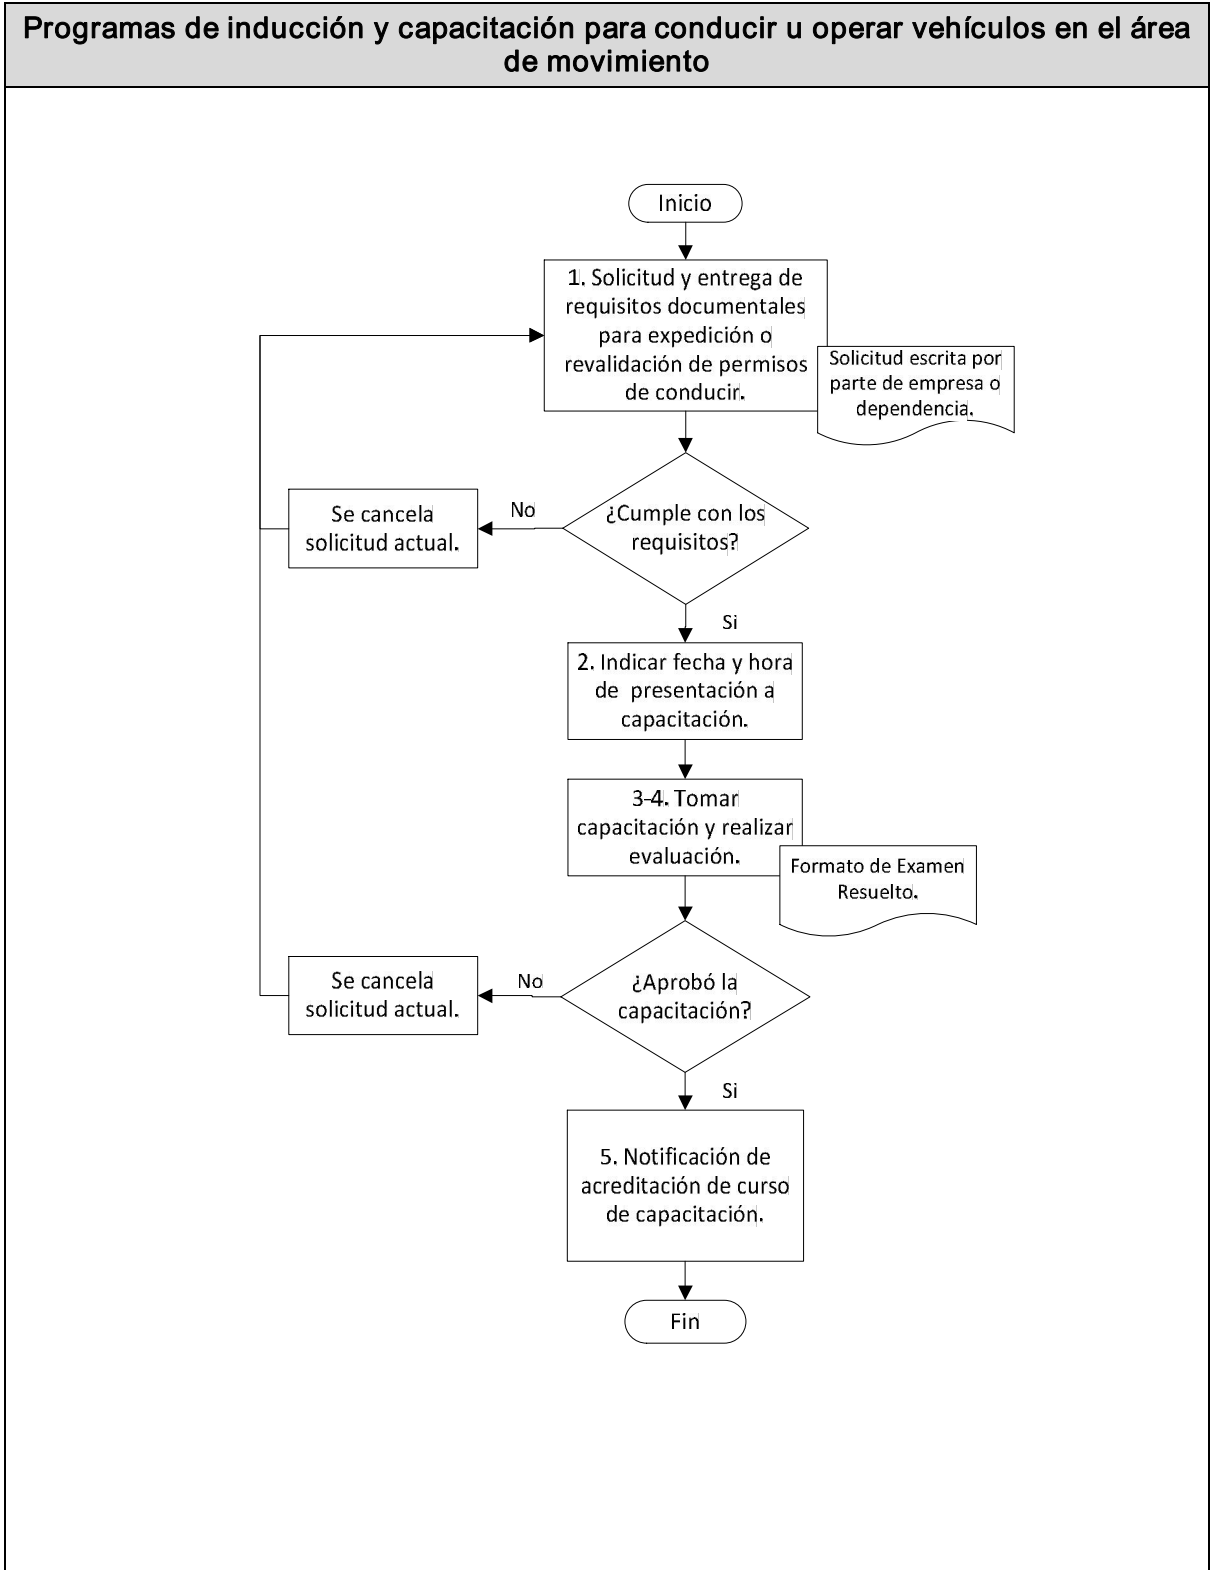 Programas de inducción y capacitación para conducir u operar vehículos en el área
de movimiento
Inicio
1. Solicitud y entrega de
requisitos documentales
para expedición o
revalidación de permisos
de conducir.
Solicitud escrita por
parte de empresa o
dependencia.
¿Cumple con los
requisitos?
No
Se cancela
solicitud actual.
Si
2. Indicar fecha y hora
de presentación a
capacitación.
3-4. Tomar
capacitación y realizar
evaluación.
Formato de Examen
Resuelto.
¿Aprobó la
capacitación?
No
Se cancela
solicitud actual.
Si
5. Notificación de
acreditación de curso
de capacitación.
Fin